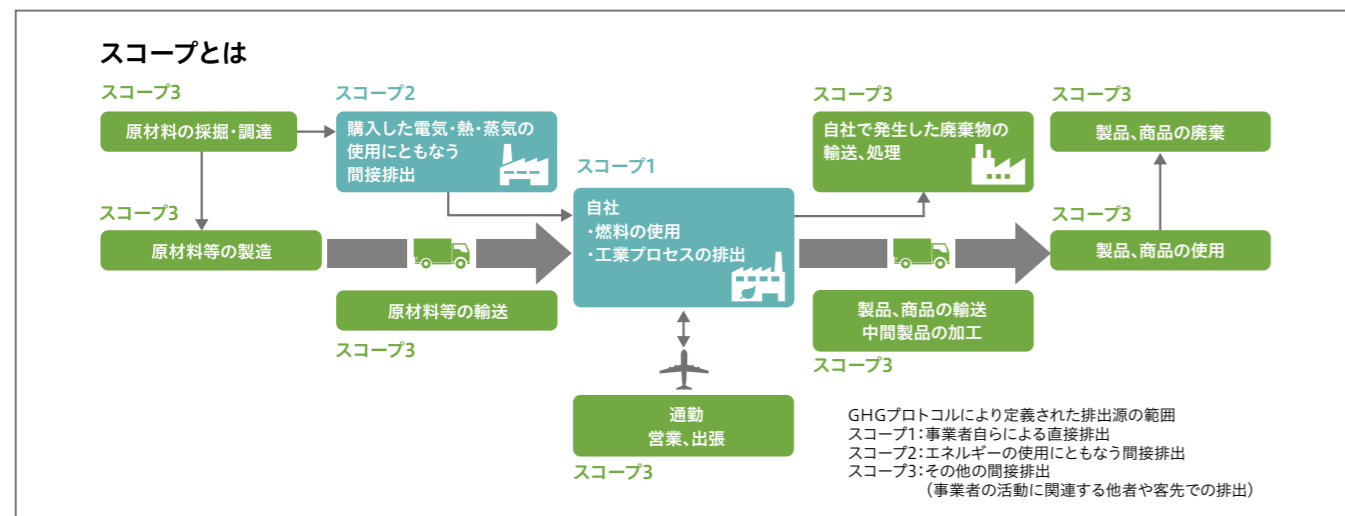 スコープとは
スコープ3
原材料の採掘・調達
スコープ2
購入した電気・熱・蒸気の
使用にともなう
間接排出
スコープ3
原材料等の製造
原材料等の輸送
スコープ3
スコープ1
自社
・燃料の使用
・工業プロセスの排出
通勤
営業、出張
スコープ3
スコープ3
自社で発生した廃棄物の
輸送、処理
製品、商品の輸送
中間製品の加工
スコープ3
スコープ3
製品、商品の廃棄
スコープ3
製品、商品の使用
GHGプロトコルにより定義された排出源の範囲
スコープ1：事業者自らによる直接排出
スコープ2：エネルギーの使用にともなう間接排出
スコープ3：その他の間接排出
（事業者の活動に関連する他者や客先での排出）